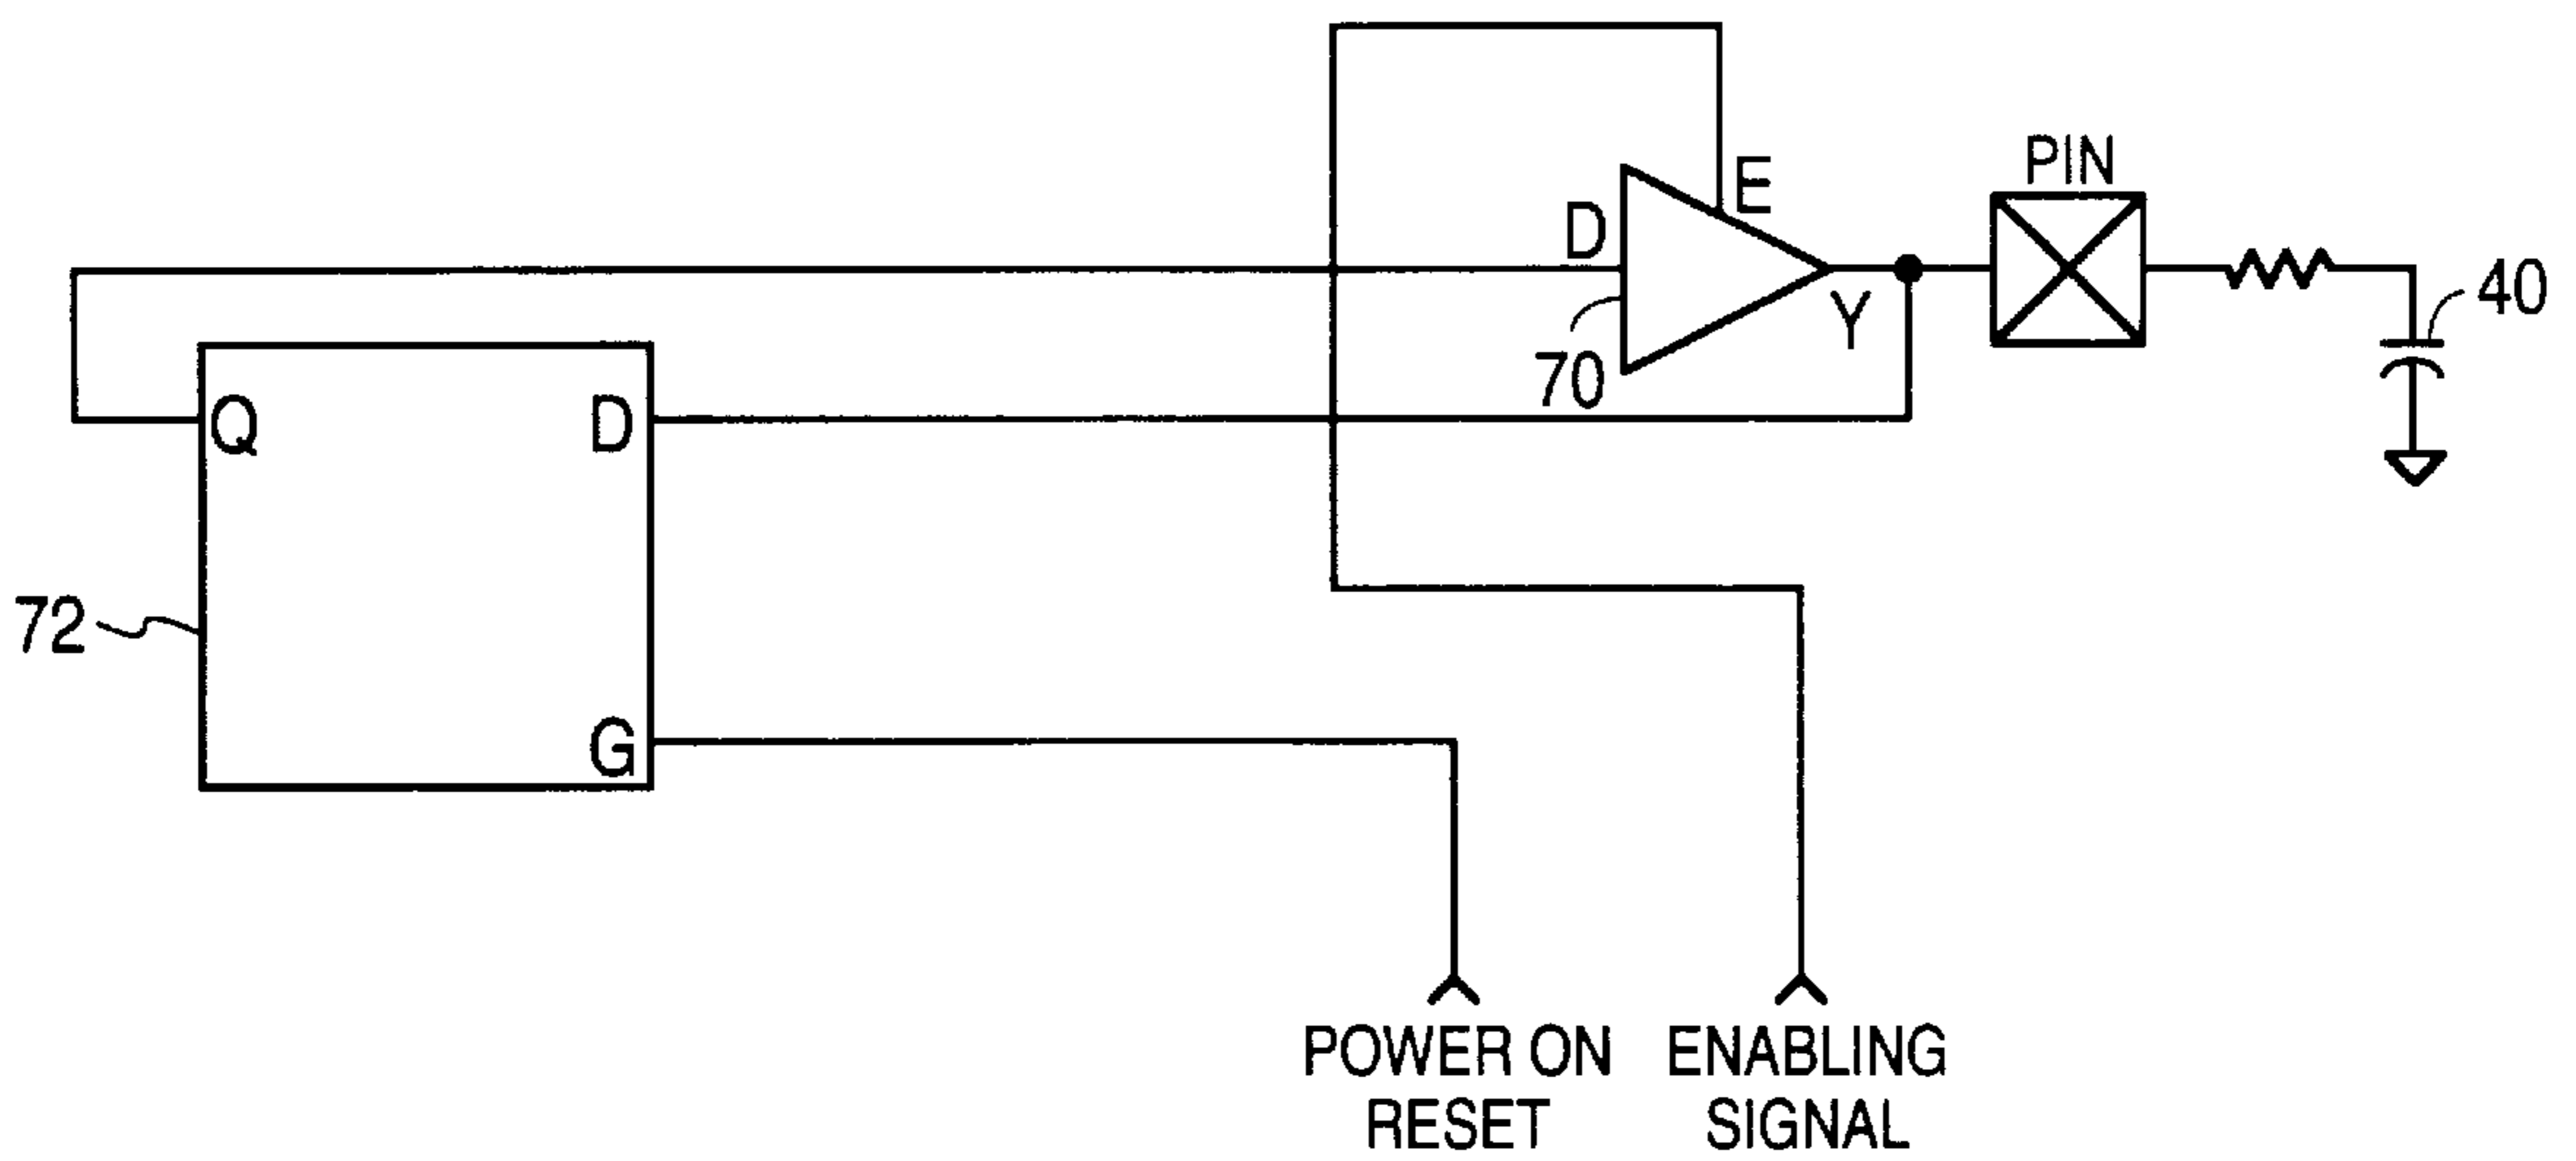 PIN
E
D
Y
40
70
Q
D
72
G
POWER ON
RESET
ENABLING
SIGNAL